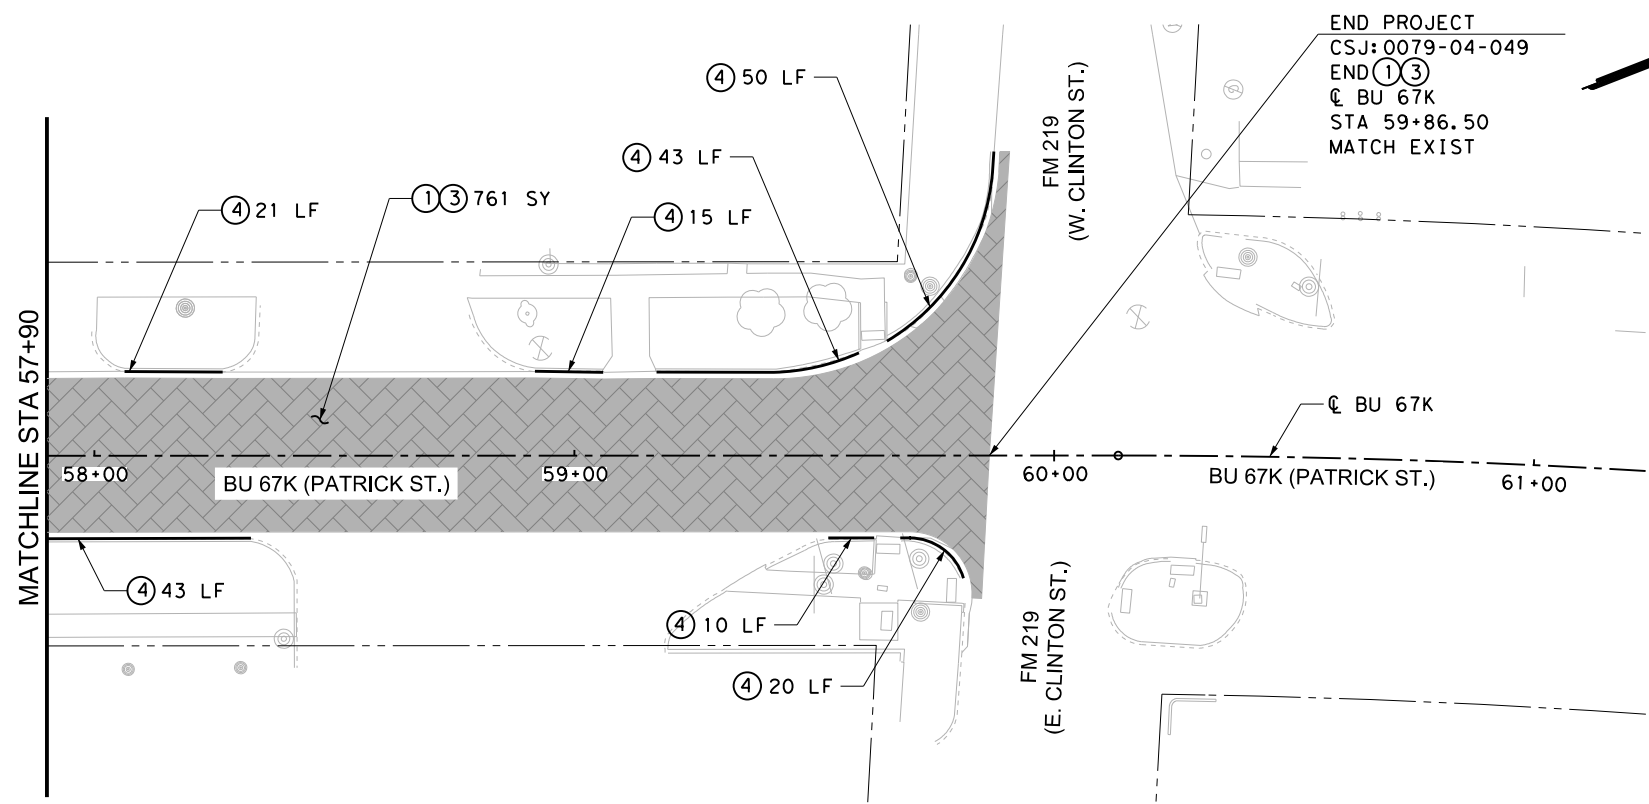 END PROJECT
CSJ: 0079-04-049
END 1 3
℄ BU 67K
STA 59+86.50
MATCH EXIST
4 50 LF
4 43 LF
FM 219
(W. CLINTON ST.)
4 21 LF
1 3 761 SY
4 15 LF
MATCHLINE STA 57+90
℄ BU 67K
58+00
BU 67K (PATRICK ST.)
59+00
60+00
BU 67K (PATRICK ST.)
61+00
4 43 LF
4 10 LF
4 20 LF
FM 219
(E. CLINTON ST.)